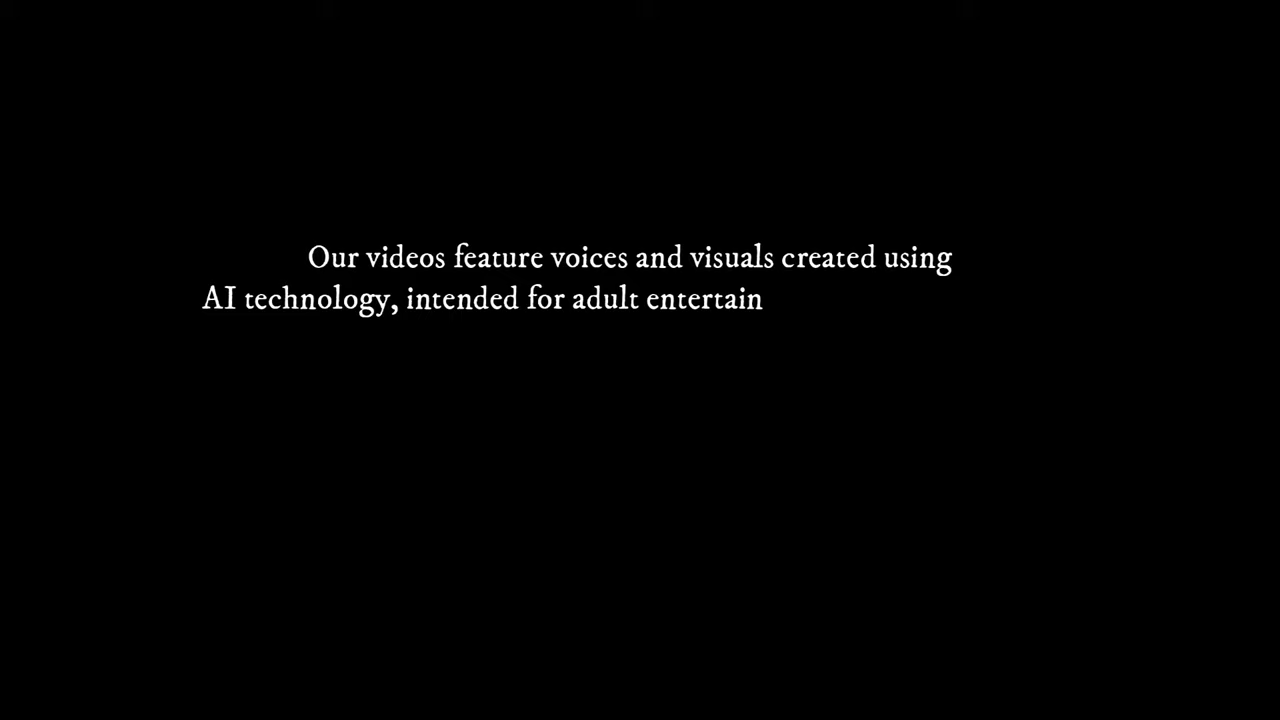 Our videos feature voices and visuals created using
AI technology, intended for adult entertain